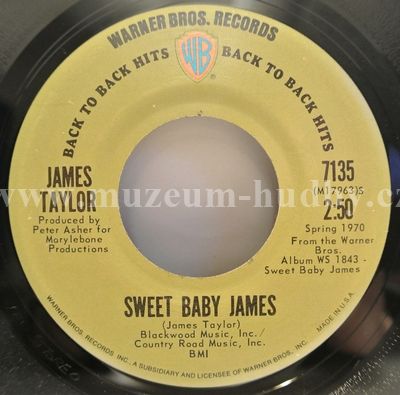 WARNER BROS. RECORDS
BACK TO BACK HITS
WB
BACK TO BACK HITS
JAMES
TAYLOR
Produced by
Peter Asher for
Marylebone
Productions
7135
(M17963)S
2:50
Spring 1970
From the Warner
Bros.
Album WS 1843 -
Sweet Baby James
www.muzeum-hudby.cz
SWEET BABY JAMES
(James Taylor)
Blackwood Music, Inc./
Country Road Music, Inc.
BMI
WARNER BROS. RECORDS INC., A SUBSIDIARY AND LICENSEE OF WARNER BROS. INC.
MADE IN U.S.A.